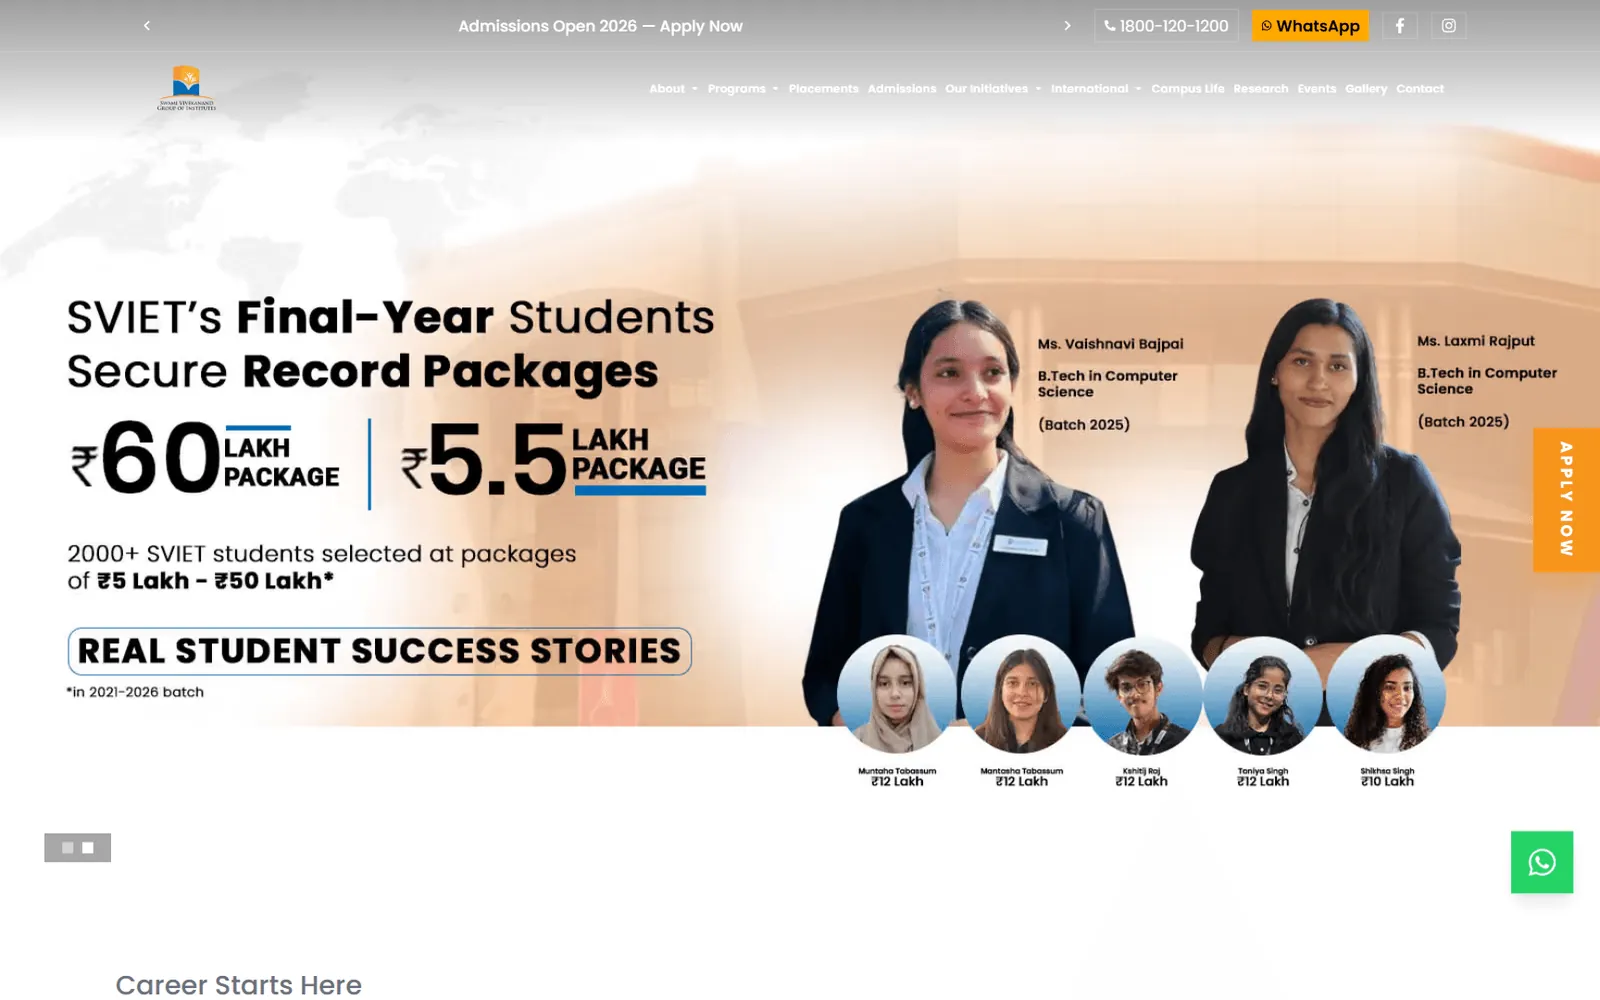 Admissions Open 2026 — Apply Now
1800-120-1200
WhatsApp
SWAMI VIVEKANAND
GROUP OF INSTITUTES
About
Programs
Placements
Admissions
Our Initiatives
International
Campus Life
Research
Events
Gallery
Contact
SVIET's Final-Year Students
Secure Record Packages
₹60 LAKH PACKAGE
₹5.5 LAKH PACKAGE
2000+ SVIET students selected at packages
of ₹5 Lakh - ₹50 Lakh*
REAL STUDENT SUCCESS STORIES
*in 2021-2026 batch
Ms. Vaishnavi Bajpai
B.Tech in Computer
Science
(Batch 2025)
Ms. Laxmi Rajput
B.Tech in Computer
Science
(Batch 2025)
APPLY NOW
Muntaha Tabassum
₹12 Lakh
Mantasha Tabassum
₹12 Lakh
Kshitij Raj
₹12 Lakh
Taniya Singh
₹12 Lakh
Shikhsa Singh
₹10 Lakh
Career Starts Here